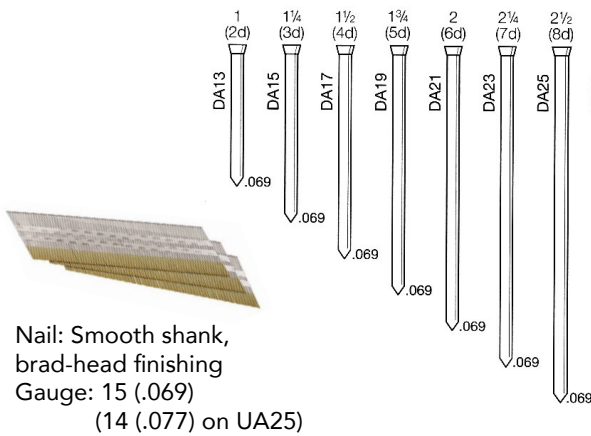 1 1¼ 1½ 1¾ 2 2¼ 2½
(2d) (3d) (4d) (5d) (6d) (7d) (8d)
DA13 DA15 DA17 DA19 DA21 DA23 DA25
.069
.069
.069
.069
.069
.069
.069
Nail: Smooth shank,
brad-head finishing
Gauge: 15 (.069)
(14 (.077) on UA25)